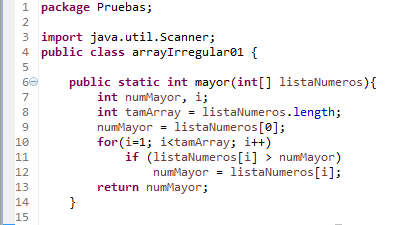 1 package Pruebas;
2
3 import java.util.Scanner;
4 public class arrayIrregular01 {
5
6 public static int mayor(int[] listaNumeros){
7 int numMayor, i;
8 int tamArray = listaNumeros.length;
9 numMayor = listaNumeros[0];
10 for(i=1; i<tamArray; i++)
11 if (listaNumeros[i] > numMayor)
12 numMayor = listaNumeros[i];
13 return numMayor;
14 }
15